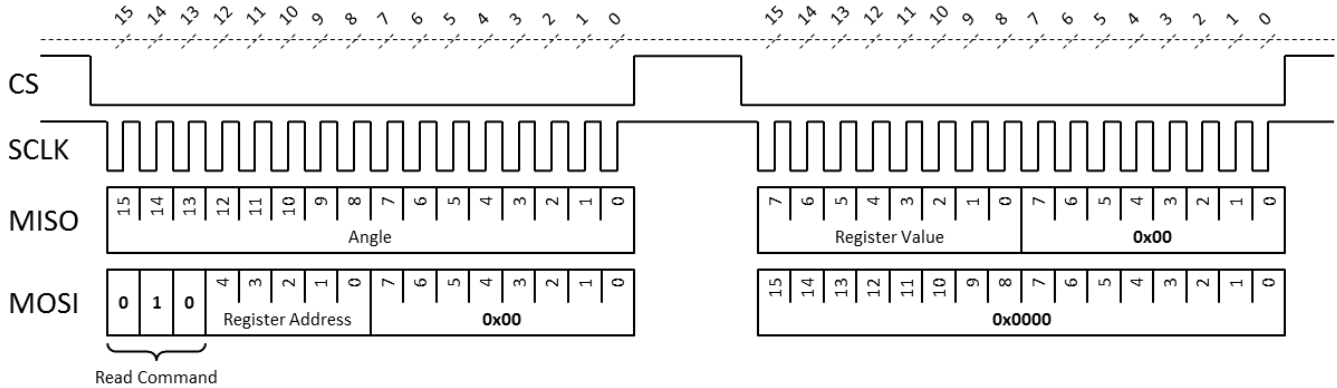 15 14 13 12 11 10 9 8 7 6 5 4 3 2 1 0 15 14 13 12 11 10 9 8 7 6 5 4 3 2 1 0
CS
SCLK
MISO 15 14 13 12 11 10 9 8 7 6 5 4 3 2 1 0 7 6 5 4 3 2 1 0 7 6 5 4 3 2 1 0
Angle Register Value 0x00
MOSI 0 1 0 4 3 2 1 0 7 6 5 4 3 2 1 0 15 14 13 12 11 10 9 8 7 6 5 4 3 2 1 0
Register Address 0x00 0x0000
Read Command